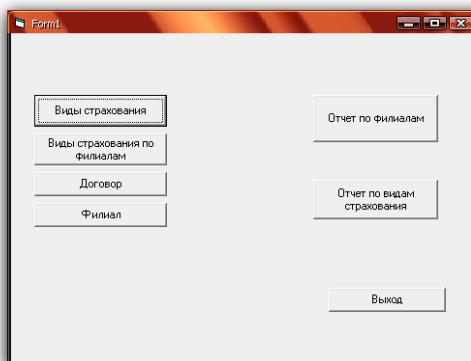 Form1
Виды страхования
Виды страхования по
филиалам
Договор
Филиал
Отчет по филиалам
Отчет по видам
страхования
Выход